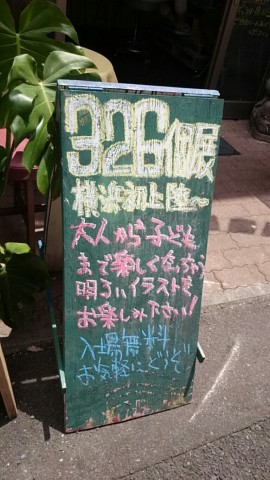 326個展
横浜初上陸〜
大人から子ども
まで楽しくなっちゃう
明るいイラストを
お楽しみ下さい!
入場無料
お気軽にどうぞ